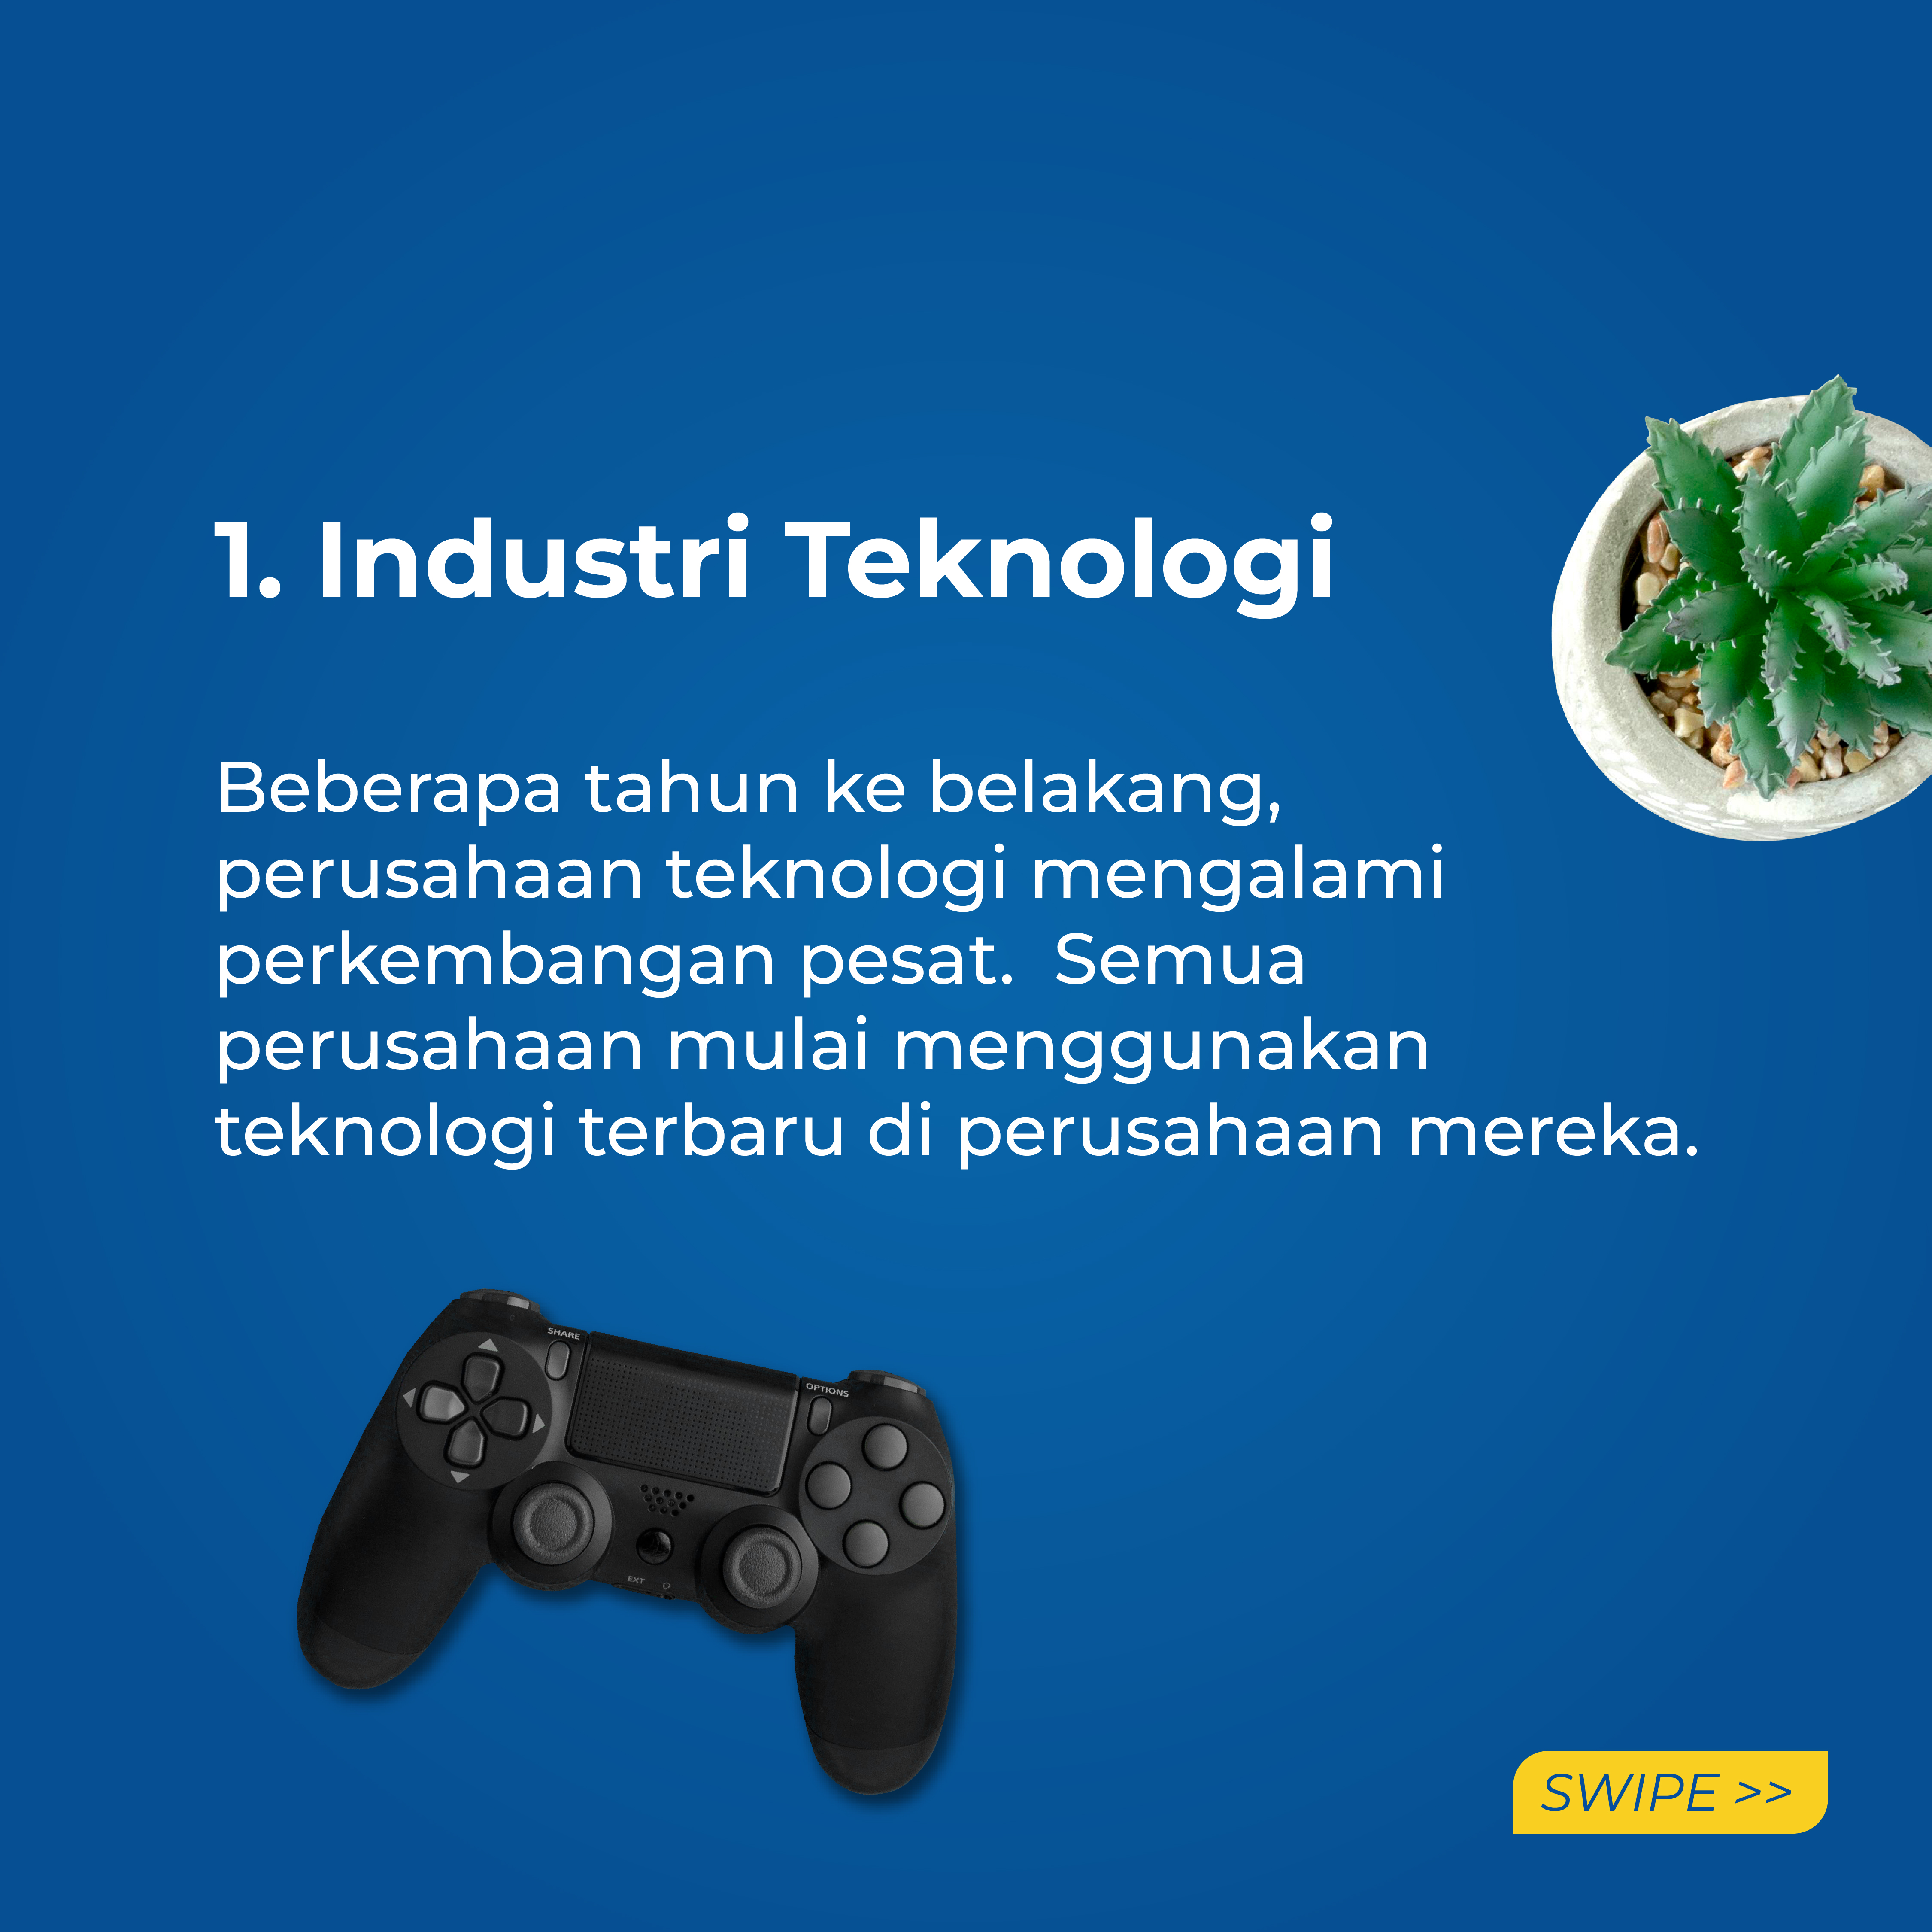 1. Industri Teknologi
Beberapa tahun ke belakang,
perusahaan teknologi mengalami
perkembangan pesat.  Semua
perusahaan mulai menggunakan
teknologi terbaru di perusahaan mereka.
SHARE
OPTIONS
EXT
SWIPE >>